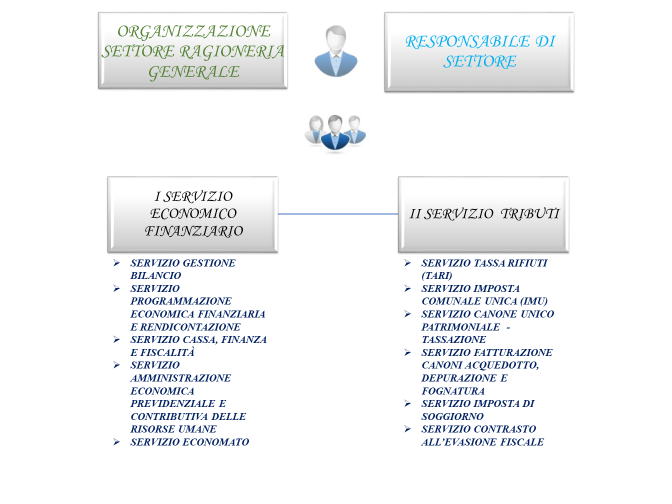 ORGANIZZAZIONE
SETTORE RAGIONERIA
GENERALE
RESPONSABILE DI
SETTORE
I SERVIZIO
ECONOMICO
FINANZIARIO
II SERVIZIO TRIBUTI
➢ SERVIZIO GESTIONE
BILANCIO
➢ SERVIZIO
PROGRAMMAZIONE
ECONOMICA FINANZIARIA
E RENDICONTAZIONE
➢ SERVIZIO CASSA, FINANZA
E FISCALITÀ
➢ SERVIZIO
AMMINISTRAZIONE
ECONOMICA
PREVIDENZIALE E
CONTRIBUTIVA DELLE
RISORSE UMANE
➢ SERVIZIO ECONOMATO
➢ SERVIZIO TASSA RIFIUTI
(TARI)
➢ SERVIZIO IMPOSTA
COMUNALE UNICA (IMU)
➢ SERVIZIO CANONE UNICO
PATRIMONIALE -
TASSAZIONE
➢ SERVIZIO FATTURAZIONE
CANONI ACQUEDOTTO,
DEPURAZIONE E
FOGNATURA
➢ SERVIZIO IMPOSTA DI
SOGGIORNO
➢ SERVIZIO CONTRASTO
ALL'EVASIONE FISCALE